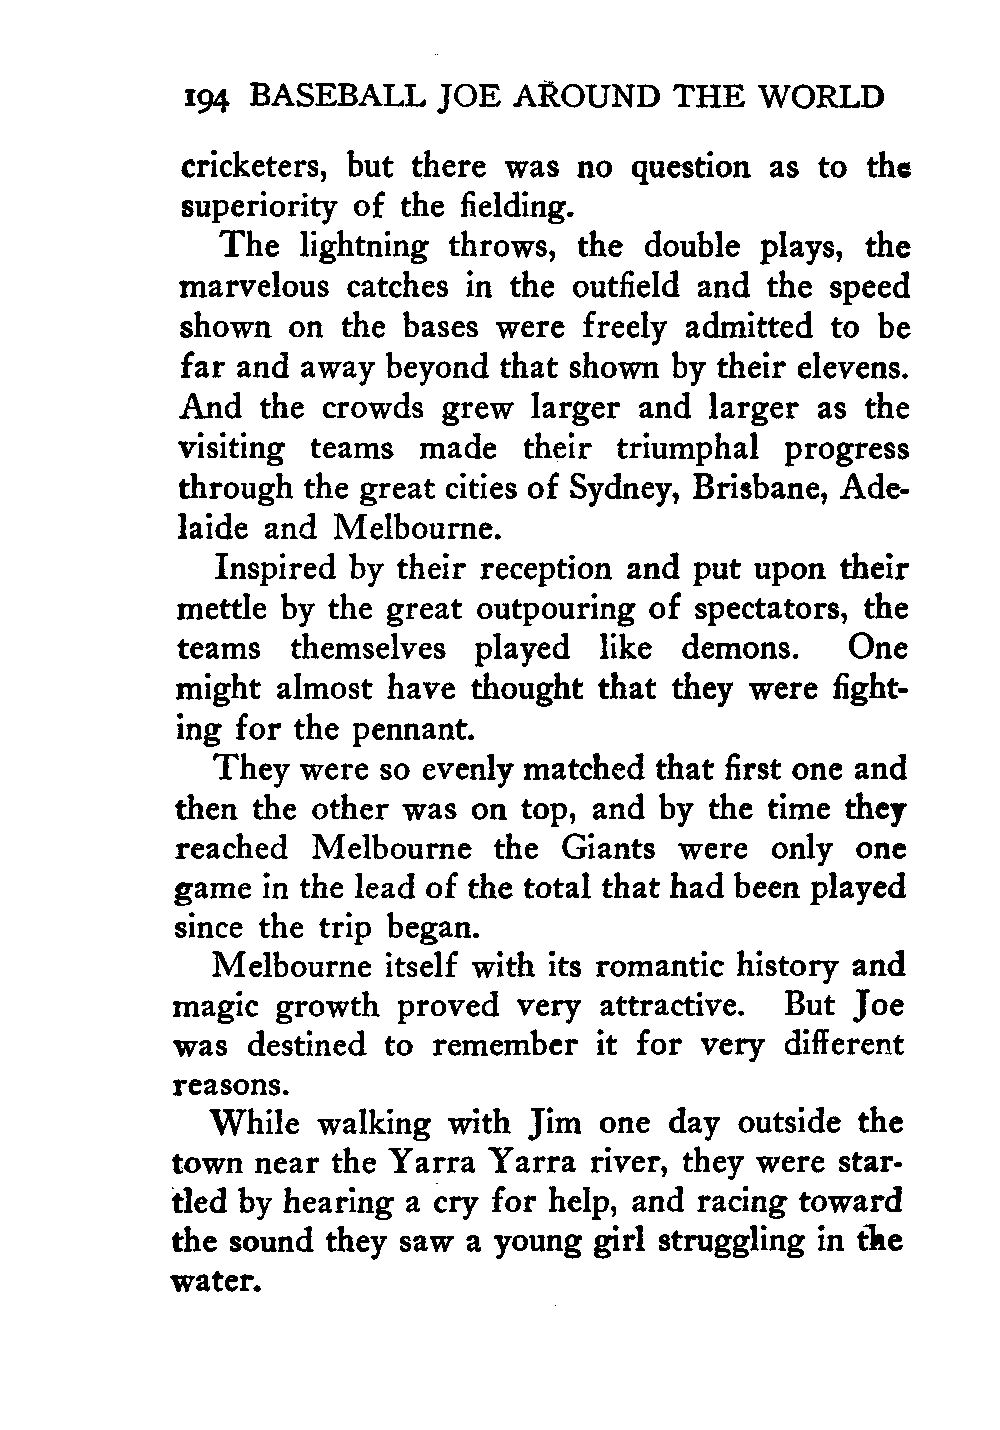 194 BASEBALL JOE AROUND THE WORLD
cricketers, but there was no question as to the
superiority of the fielding.
The lightning throws, the double plays, the
marvelous catches in the outfield and the speed
shown on the bases were freely admitted to be
far and away beyond that shown by their elevens.
And the crowds grew larger and larger as the
visiting teams made their triumphal progress
through the great cities of Sydney, Brisbane, Ade-
laide and Melbourne.
Inspired by their reception and put upon their
mettle by the great outpouring of spectators, the
teams themselves played like demons. One
might almost have thought that they were fight-
ing for the pennant.
They were so evenly matched that first one and
then the other was on top, and by the time they
reached Melbourne the Giants were only one
game in the lead of the total that had been played
since the trip began.
Melbourne itself with its romantic history and
magic growth proved very attractive. But Joe
was destined to remember it for very different
reasons.
While walking with Jim one day outside the
town near the Yarra Yarra river, they were star-
tled by hearing a cry for help, and racing toward
the sound they saw a young girl struggling in the
water.